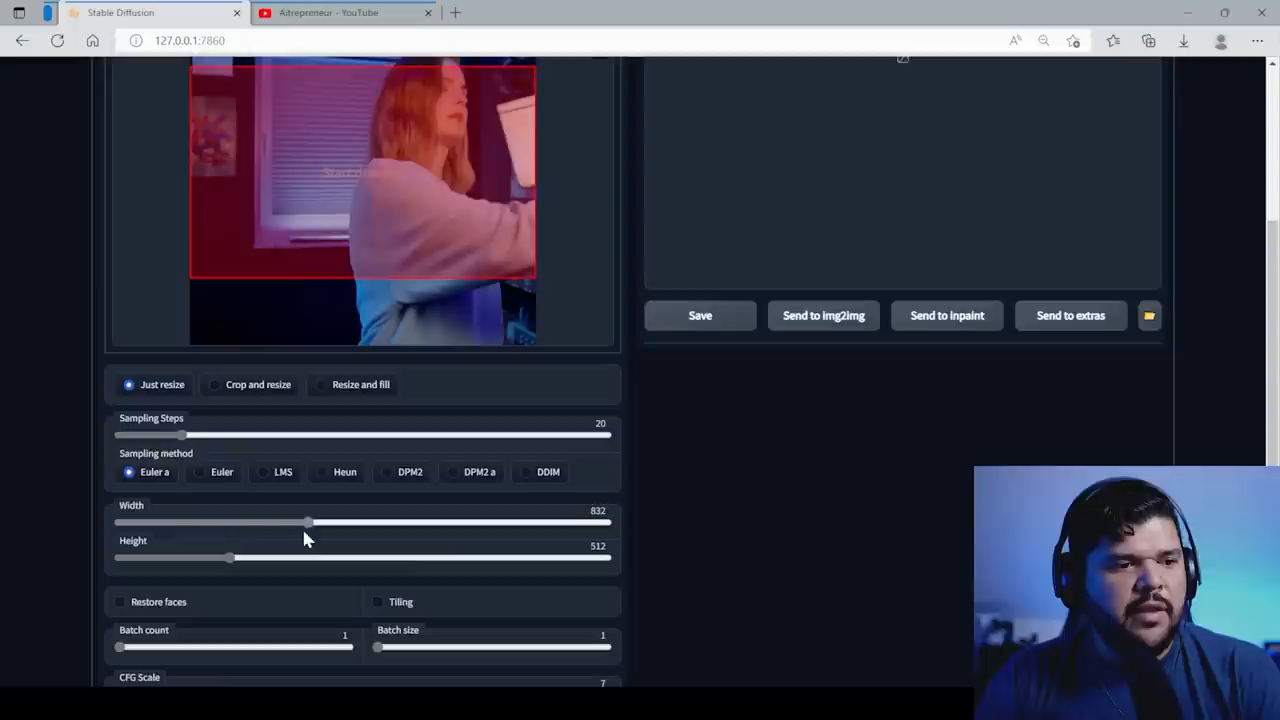 Stable Diffusion
Aitrepreneur - YouTube
127.0.0.1:7860
Save
Send to img2img
Send to inpaint
Send to extras
Just resize
Crop and resize
Resize and fill
Sampling Steps
20
Sampling method
Euler a
Euler
LMS
Heun
DPM2
DPM2 a
DDIM
Width
832
Height
512
Restore faces
Tiling
Batch count
1
Batch size
1
CFG Scale
7